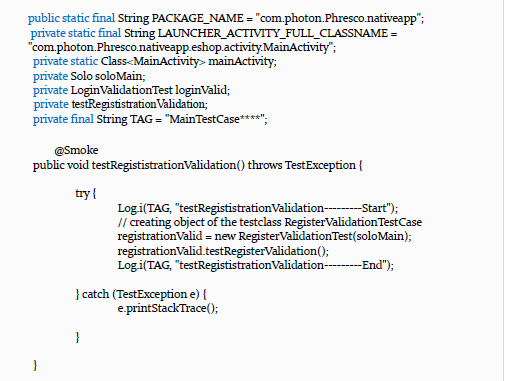 public static final String PACKAGE_NAME = "com.photon.Phresco.nativeapp";
private static final String LAUNCHER_ACTIVITY_FULL_CLASSNAME =
"com.photon.Phresco.nativeapp.eshop.activity.MainActivity";
private static Class<MainActivity> mainActivity;
private Solo soloMain;
private LoginValidationTest loginValid;
private testRegististrationValidation;
private final String TAG = "MainTestCase****";
@Smoke
public void testRegististrationValidation() throws TestException {
try {
Log.i(TAG, "testRegististrationValidation---------Start");
// creating object of the testclass RegisterValidationTestCase
registrationValid = new RegisterValidationTest(soloMain);
registrationValid.testRegisterValidation();
Log.i(TAG, "testRegististrationValidation---------End");
} catch (TestException e) {
e.printStackTrace();
}
}